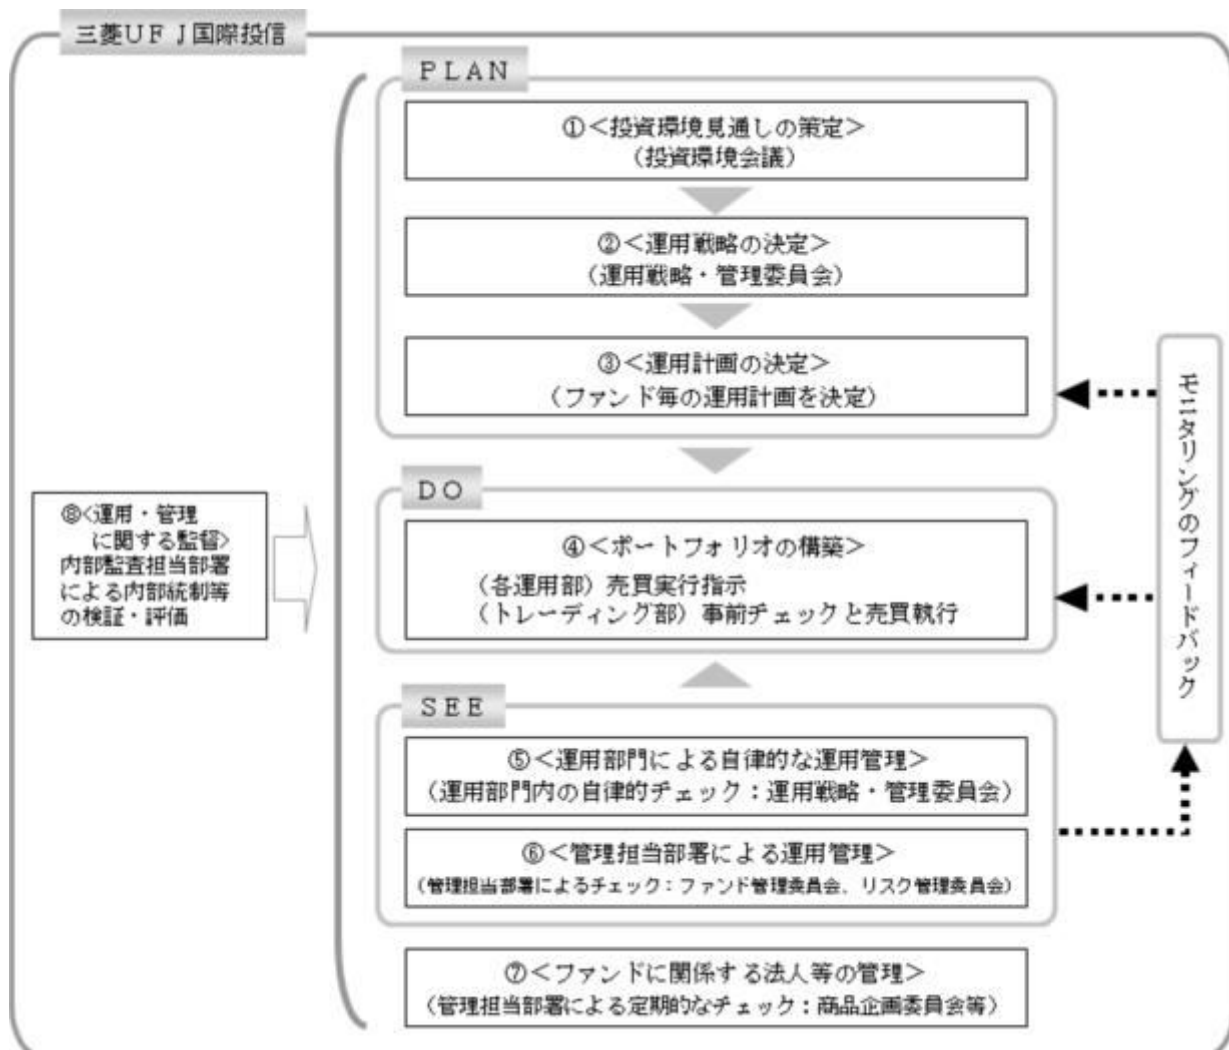 三菱UFJ国際投信
PLAN
①<投資環境見通しの策定>
(投資環境会議)
②<運用戦略の決定>
(運用戦略・管理委員会)
③<運用計画の決定>
(ファンド毎の運用計画を決定)
DO
④<ポートフォリオの構築>
(各運用部)売買実行指示
(トレーディング部)事前チェックと売買執行
SEE
⑤<運用部門による自律的な運用管理>
(運用部門内の自律的チェック:運用戦略・管理委員会)
⑥<管理担当部署による運用管理>
(管理担当部署によるチェック:ファンド管理委員会、リスク管理委員会)
⑦<ファンドに関係する法人等の管理>
(管理担当部署による定期的なチェック:商品企画委員会等)
⑧<運用・管理
に関する監督>
内部監査担当部署
による内部統制等
の検証・評価
モニタリングのフィードバック